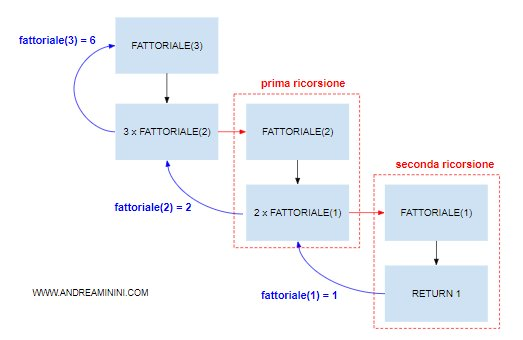 fattoriale(3) = 6
FATTORIALE(3)
prima ricorsione
3 x FATTORIALE(2)
FATTORIALE(2)
seconda ricorsione
fattoriale(2) = 2
2 x FATTORIALE(1)
FATTORIALE(1)
WWW.ANDREAMININI.COM
fattoriale(1) = 1
RETURN 1